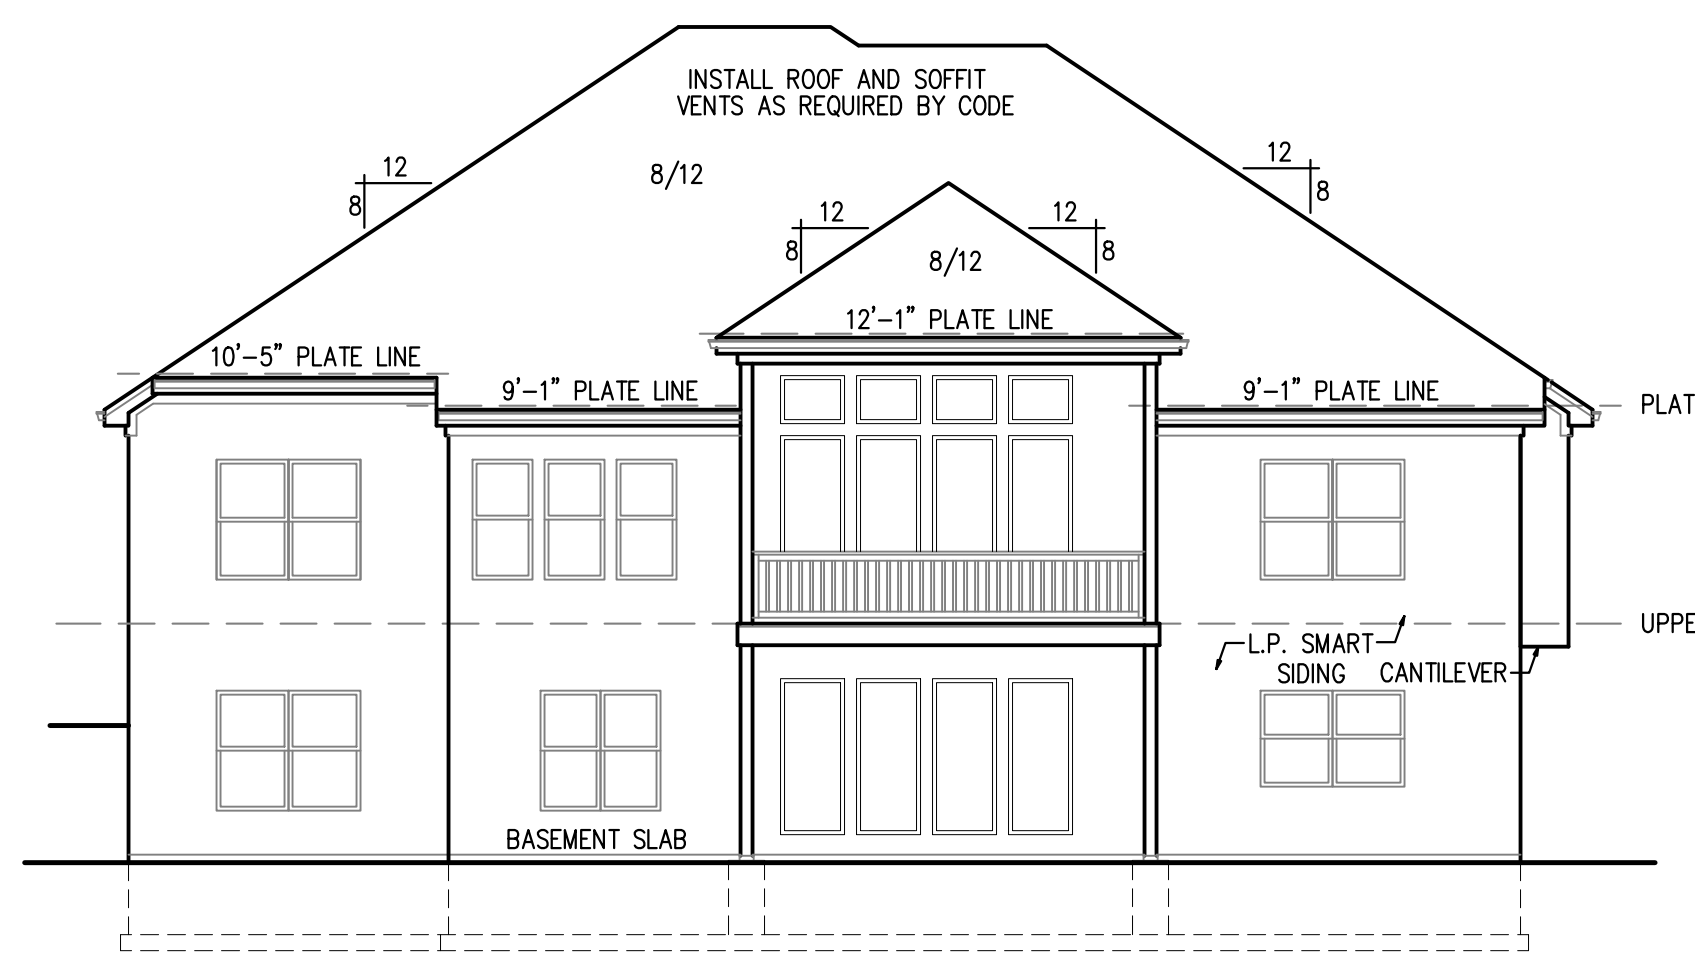 INSTALL ROOF AND SOFFIT
VENTS AS REQUIRED BY CODE
12
8
8/12
12
8
12
8
12
8
8/12
12'-1" PLATE LINE
10'-5" PLATE LINE
9'-1" PLATE LINE
9'-1" PLATE LINE
PLAT
UPPE
L.P. SMART
SIDING
CANTILEVER
BASEMENT SLAB